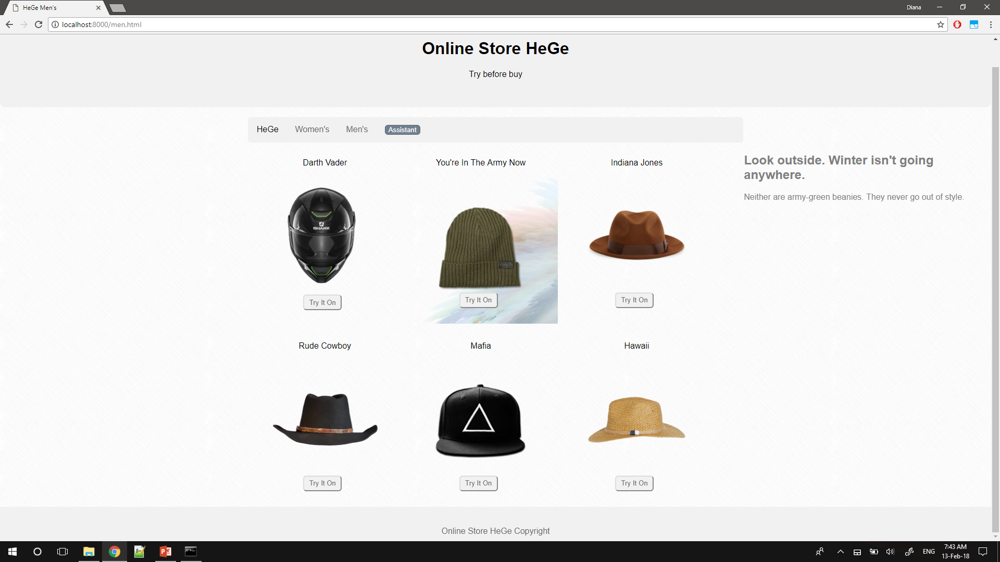 HeGe Men's
Diana
localhost:8000/men.html
Online Store HeGe
Try before buy
HeGe Women's Men's Assistant
Darth Vader You're In The Army Now Indiana Jones
Look outside. Winter isn't going
anywhere.
Neither are army-green beanies. They never go out of style.
SHARK
Try It On Try It On Try It On
Rude Cowboy Mafia Hawaii
Try It On Try It On Try It On
Online Store HeGe Copyright
ENG
7:43 AM
13-Feb-18